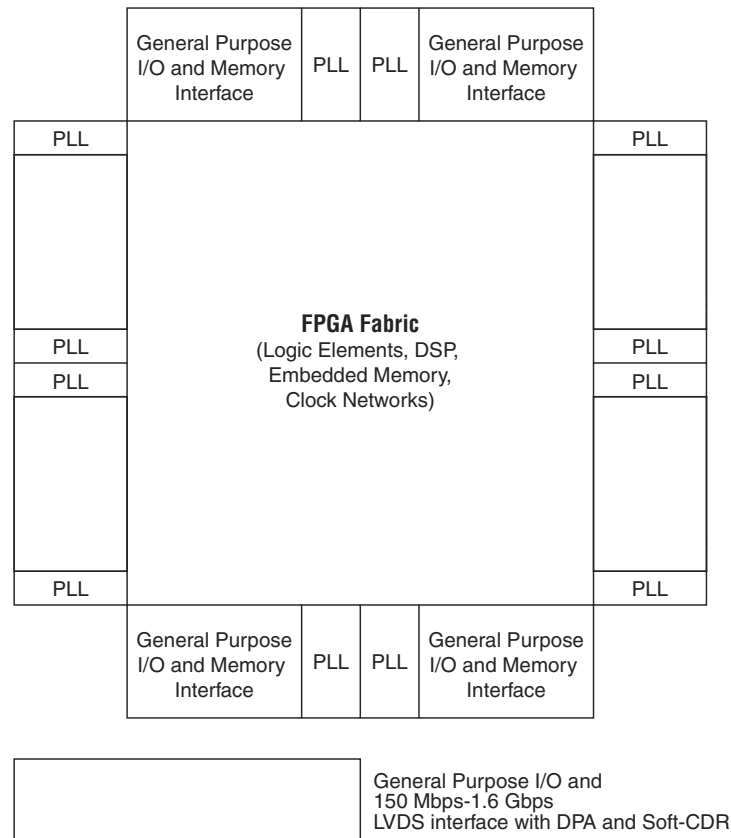 General Purpose
I/O and Memory
Interface
PLL
PLL
General Purpose
I/O and Memory
Interface
PLL
PLL
FPGA Fabric
(Logic Elements, DSP,
Embedded Memory,
Clock Networks)
PLL
PLL
PLL
PLL
PLL
PLL
General Purpose
I/O and Memory
Interface
PLL
PLL
General Purpose
I/O and Memory
Interface
General Purpose I/O and
150 Mbps-1.6 Gbps
LVDS interface with DPA and Soft-CDR